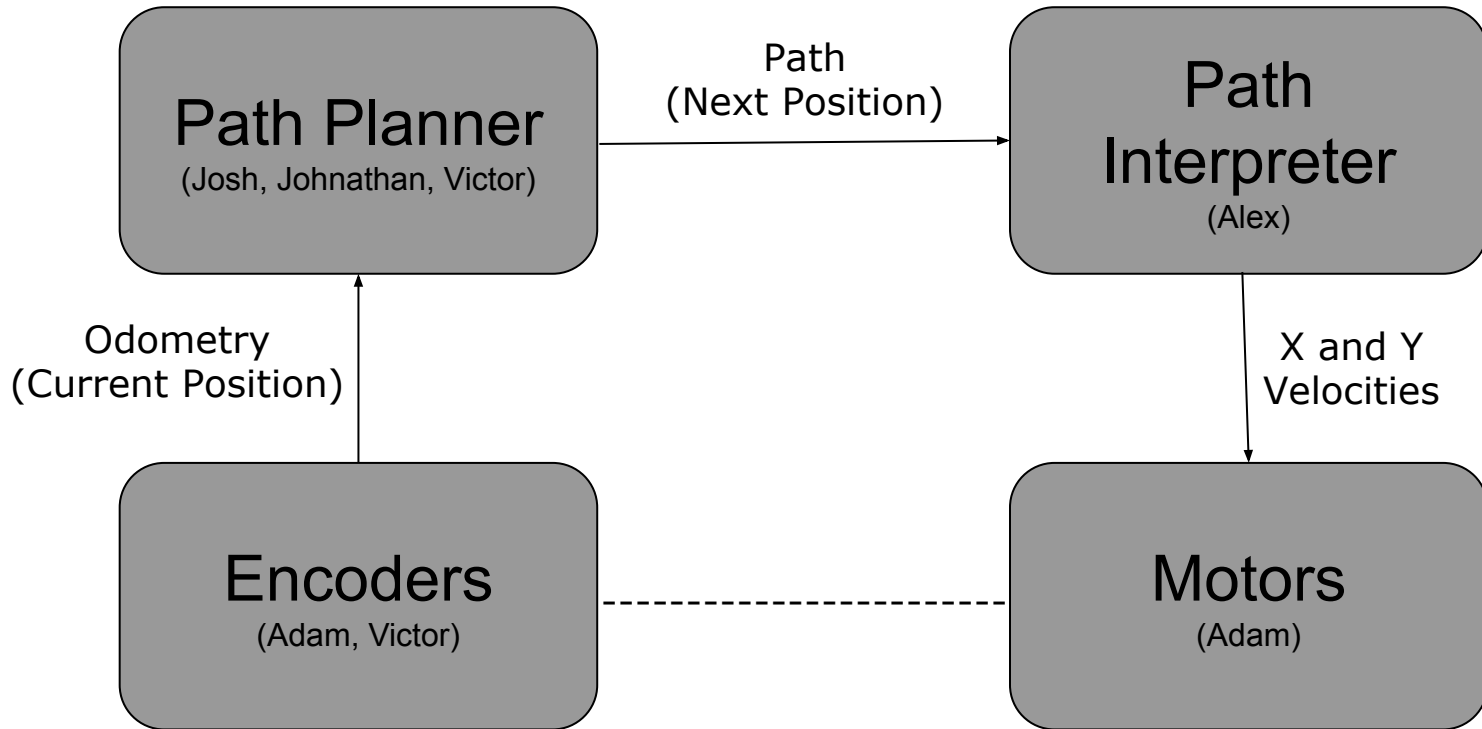 Path Planner
(Josh, Johnathan, Victor)
Path
(Next Position)
Path
Interpreter
(Alex)
Odometry
(Current Position)
X and Y
Velocities
Encoders
(Adam, Victor)
Motors
(Adam)